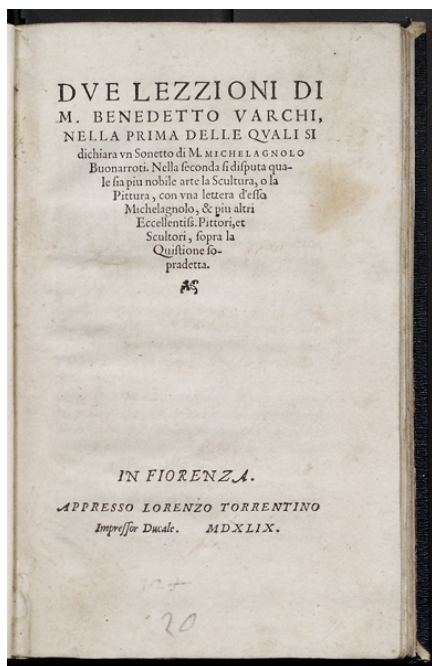 DVE LEZZIONI DI
M. BENEDETTO VARCHI,
NELLA PRIMA DELLE QVALI SI
dichiara vn Sonetto di M. MICHELAGNOLO
Buonarroti. Nella seconda si disputa qua-
le sia piu nobile arte la Scultura, o la
Pittura, con vna lettera d'esso
Michelagnolo, & piu altri
Eccellentiss. Pittori, et
Scultori, sopra la
Quistione so-
pradetta.
IN FIORENZA.
APPRESSO LORENZO TORRENTINO
Impressor Ducale. MDXLIX.
20